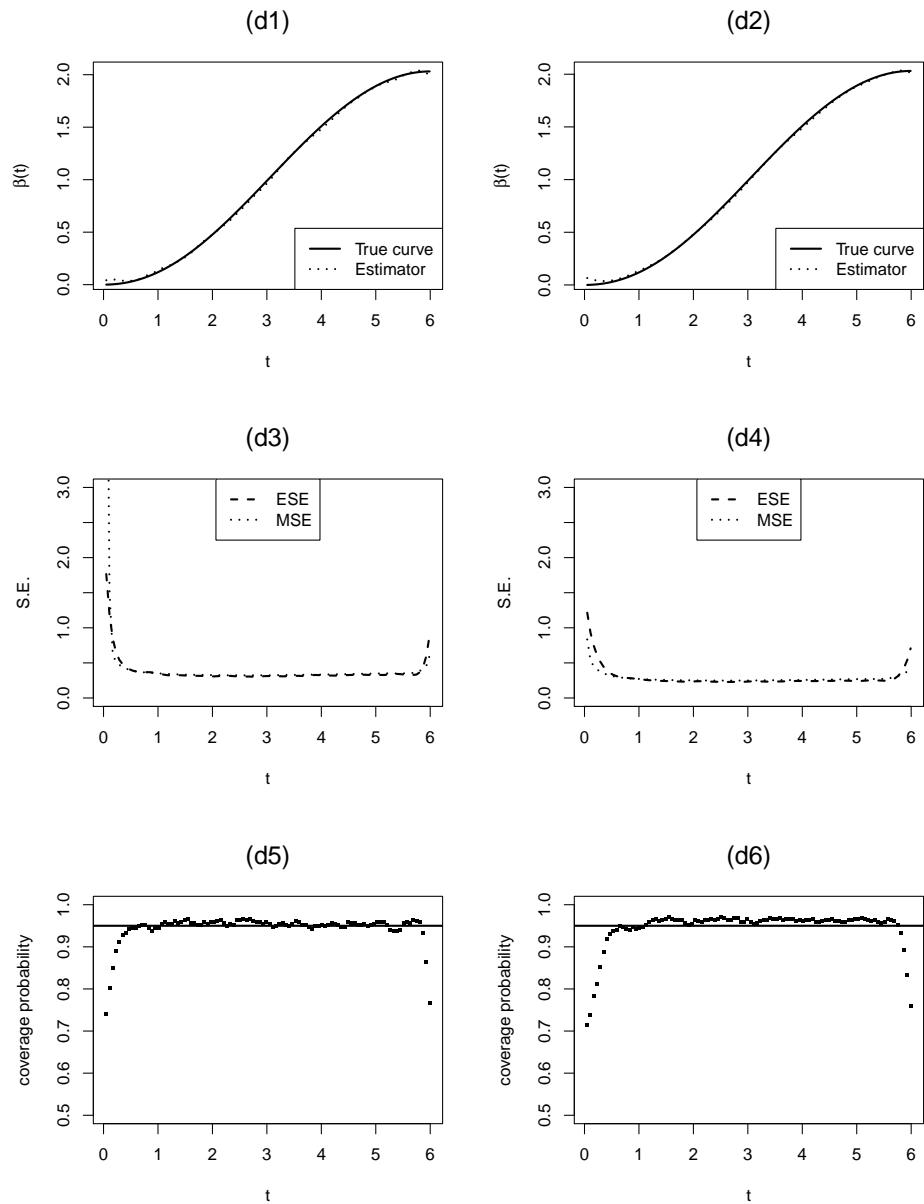 (d1)
β(t)
2.0
1.5
1.0
0.5
0.0
True curve
Estimator
0 1 2 3 4 5 6
t
(d2)
β(t)
2.0
1.5
1.0
0.5
0.0
True curve
Estimator
0 1 2 3 4 5 6
t
(d3)
S.E.
3.0
2.0
1.0
0.0
ESE
MSE
0 1 2 3 4 5 6
t
(d4)
S.E.
3.0
2.0
1.0
0.0
ESE
MSE
0 1 2 3 4 5 6
t
(d5)
coverage probability
1.0
0.9
0.8
0.7
0.6
0.5
0 1 2 3 4 5 6
t
(d6)
coverage probability
1.0
0.9
0.8
0.7
0.6
0.5
0 1 2 3 4 5 6
t